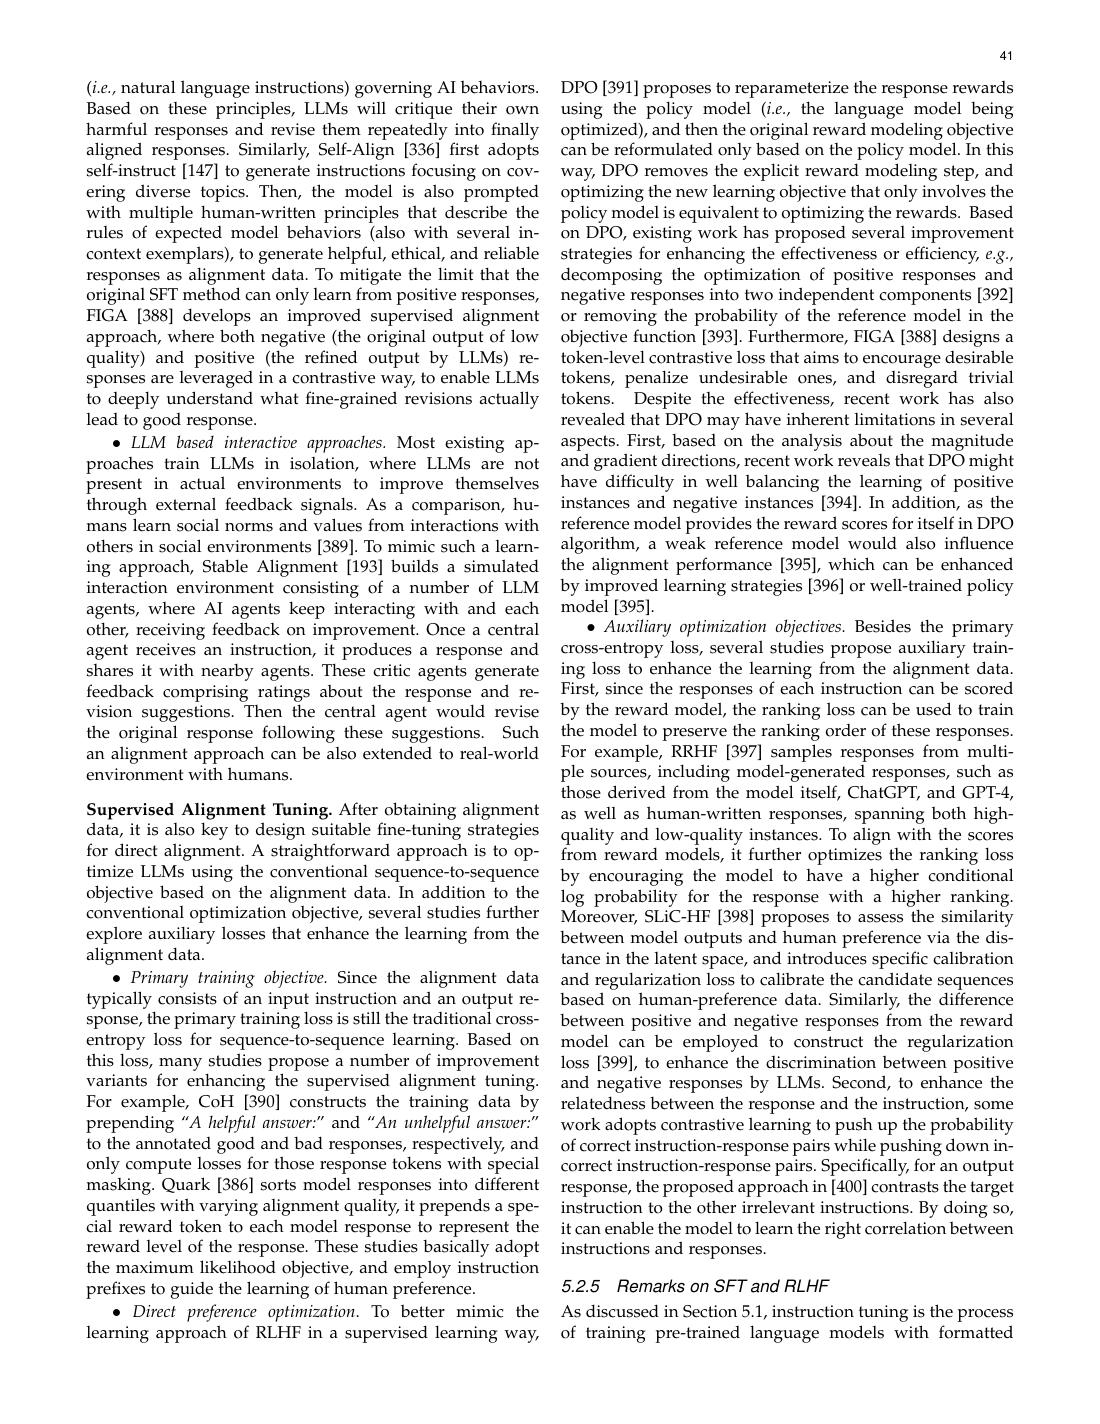 41
(i.e., natural language instructions) governing AI behaviors.
Based on these principles, LLMs will critique their own
harmful responses and revise them repeatedly into finally
aligned responses. Similarly, Self-Align [336] first adopts
self-instruct [147] to generate instructions focusing on cov-
ering diverse topics. Then, the model is also prompted
with multiple human-written principles that describe the
rules of expected model behaviors (also with several in-
context exemplars), to generate helpful, ethical, and reliable
responses as alignment data. To mitigate the limit that the
original SFT method can only learn from positive responses,
FIGA [388] develops an improved supervised alignment
approach, where both negative (the original output of low
quality) and positive (the refined output by LLMs) re-
sponses are leveraged in a contrastive way, to enable LLMs
to deeply understand what fine-grained revisions actually
lead to good response.
• LLM based interactive approaches. Most existing ap-
proaches train LLMs in isolation, where LLMs are not
present in actual environments to improve themselves
through external feedback signals. As a comparison, hu-
mans learn social norms and values from interactions with
others in social environments [389]. To mimic such a learn-
ing approach, Stable Alignment [193] builds a simulated
interaction environment consisting of a number of LLM
agents, where AI agents keep interacting with and each
other, receiving feedback on improvement. Once a central
agent receives an instruction, it produces a response and
shares it with nearby agents. These critic agents generate
feedback comprising ratings about the response and re-
vision suggestions. Then the central agent would revise
the original response following these suggestions. Such
an alignment approach can be also extended to real-world
environment with humans.
Supervised Alignment Tuning. After obtaining alignment
data, it is also key to design suitable fine-tuning strategies
for direct alignment. A straightforward approach is to op-
timize LLMs using the conventional sequence-to-sequence
objective based on the alignment data. In addition to the
conventional optimization objective, several studies further
explore auxiliary losses that enhance the learning from the
alignment data.
• Primary training objective. Since the alignment data
typically consists of an input instruction and an output re-
sponse, the primary training loss is still the traditional cross-
entropy loss for sequence-to-sequence learning. Based on
this loss, many studies propose a number of improvement
variants for enhancing the supervised alignment tuning.
For example, CoH [390] constructs the training data by
prepending “A helpful answer:” and “An unhelpful answer:”
to the annotated good and bad responses, respectively, and
only compute losses for those response tokens with special
masking. Quark [386] sorts model responses into different
quantiles with varying alignment quality, it prepends a spe-
cial reward token to each model response to represent the
reward level of the response. These studies basically adopt
the maximum likelihood objective, and employ instruction
prefixes to guide the learning of human preference.
• Direct preference optimization. To better mimic the
learning approach of RLHF in a supervised learning way,
DPO [391] proposes to reparameterize the response rewards
using the policy model (i.e., the language model being
optimized), and then the original reward modeling objective
can be reformulated only based on the policy model. In this
way, DPO removes the explicit reward modeling step, and
optimizing the new learning objective that only involves the
policy model is equivalent to optimizing the rewards. Based
on DPO, existing work has proposed several improvement
strategies for enhancing the effectiveness or efficiency, e.g.,
decomposing the optimization of positive responses and
negative responses into two independent components [392]
or removing the probability of the reference model in the
objective function [393]. Furthermore, FIGA [388] designs a
token-level contrastive loss that aims to encourage desirable
tokens, penalize undesirable ones, and disregard trivial
tokens. Despite the effectiveness, recent work has also
revealed that DPO may have inherent limitations in several
aspects. First, based on the analysis about the magnitude
and gradient directions, recent work reveals that DPO might
have difficulty in well balancing the learning of positive
instances and negative instances [394]. In addition, as the
reference model provides the reward scores for itself in DPO
algorithm, a weak reference model would also influence
the alignment performance [395], which can be enhanced
by improved learning strategies [396] or well-trained policy
model [395].
• Auxiliary optimization objectives. Besides the primary
cross-entropy loss, several studies propose auxiliary train-
ing loss to enhance the learning from the alignment data.
First, since the responses of each instruction can be scored
by the reward model, the ranking loss can be used to train
the model to preserve the ranking order of these responses.
For example, RRHF [397] samples responses from multi-
ple sources, including model-generated responses, such as
those derived from the model itself, ChatGPT, and GPT-4,
as well as human-written responses, spanning both high-
quality and low-quality instances. To align with the scores
from reward models, it further optimizes the ranking loss
by encouraging the model to have a higher conditional
log probability for the response with a higher ranking.
Moreover, SLiC-HF [398] proposes to assess the similarity
between model outputs and human preference via the dis-
tance in the latent space, and introduces specific calibration
and regularization loss to calibrate the candidate sequences
based on human-preference data. Similarly, the difference
between positive and negative responses from the reward
model can be employed to construct the regularization
loss [399], to enhance the discrimination between positive
and negative responses by LLMs. Second, to enhance the
relatedness between the response and the instruction, some
work adopts contrastive learning to push up the probability
of correct instruction-response pairs while pushing down in-
correct instruction-response pairs. Specifically, for an output
response, the proposed approach in [400] contrasts the target
instruction to the other irrelevant instructions. By doing so,
it can enable the model to learn the right correlation between
instructions and responses.
5.2.5 Remarks on SFT and RLHF
As discussed in Section 5.1, instruction tuning is the process
of training pre-trained language models with formatted